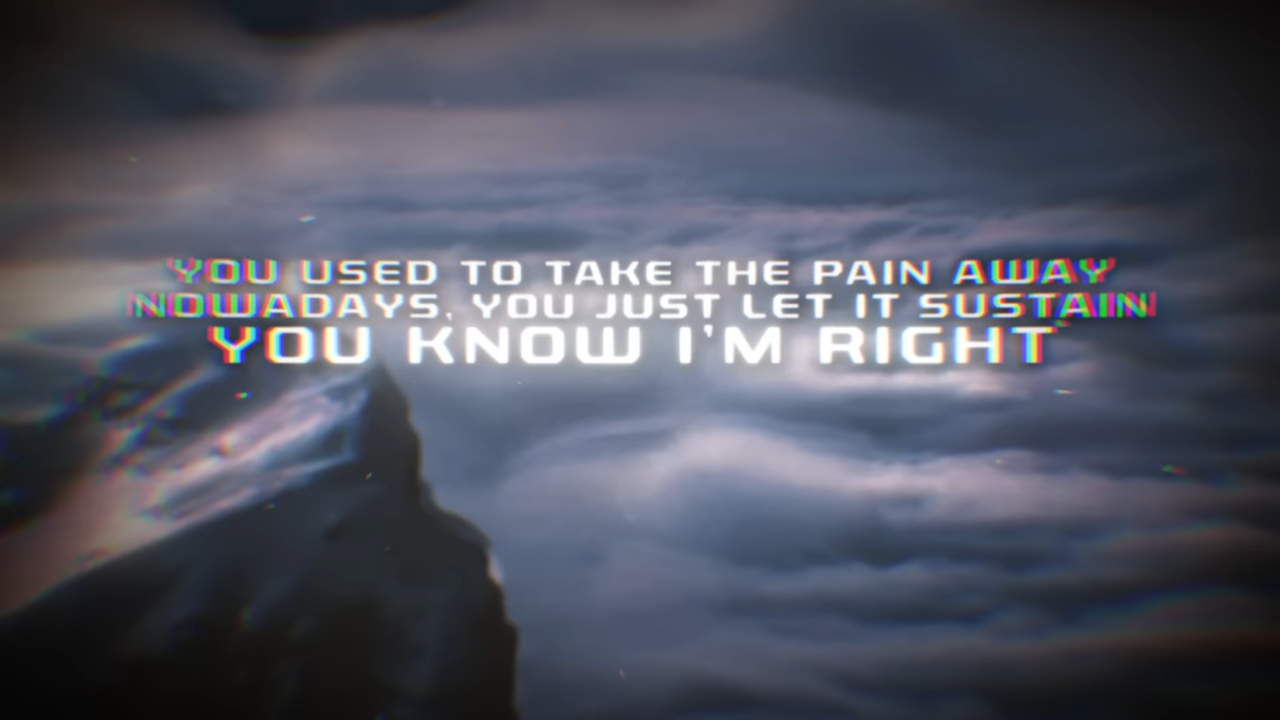 YOU USED TO TAKE THE PAIN AWAY
NOWADAYS, YOU JUST LET IT SUSTAIN
YOU KNOW I'M RIGHT